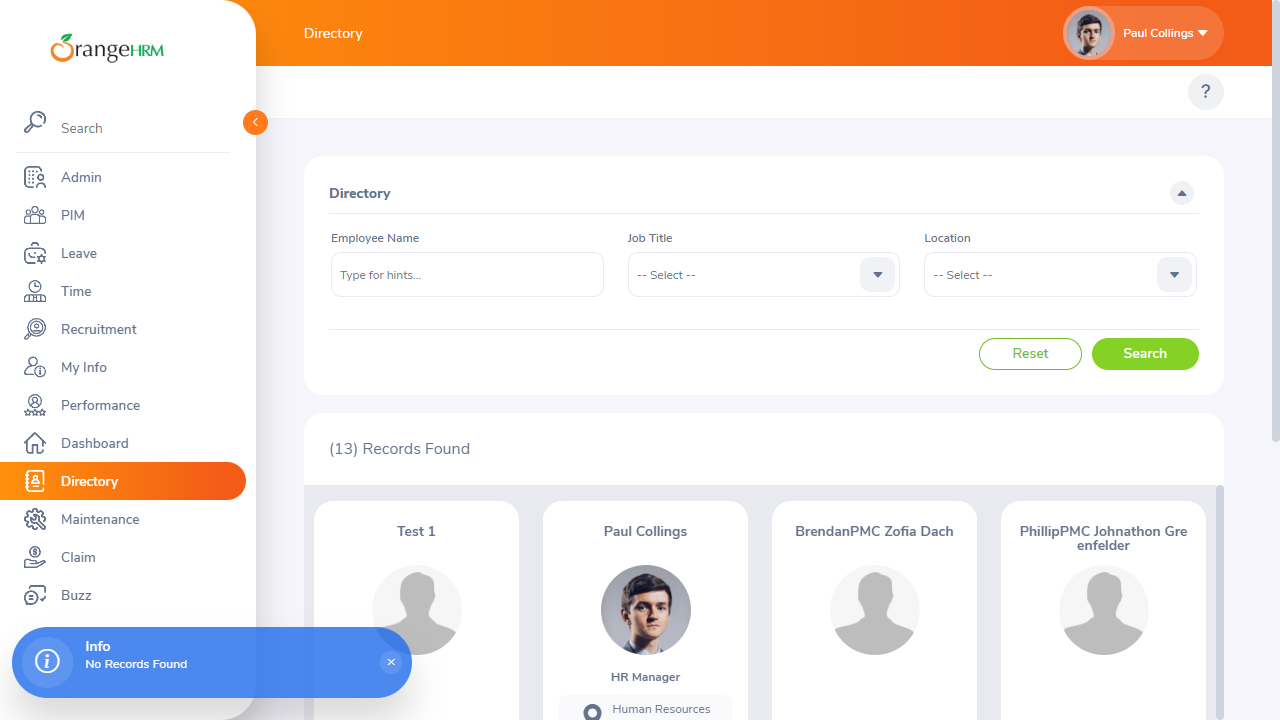 OrangeHRM
Directory
Paul Collings
?
Search
Admin
PIM
Leave
Time
Recruitment
My Info
Performance
Dashboard
Directory
Maintenance
Claim
Buzz
Directory
Employee Name
Job Title
Location
Type for hints...
-- Select --
-- Select --
Reset
Search
(13) Records Found
Test 1
Paul Collings
HR Manager
Human Resources
BrendanPMC Zofia Dach
PhillipPMC Johnathon Gre
enfelder
Info
No Records Found
×